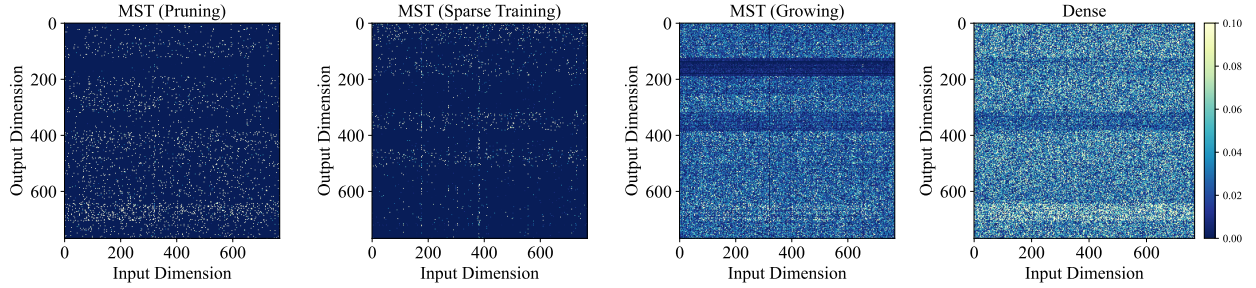 MST (Pruning)
0
200
400
600
Output Dimension
0 200 400 600
Input Dimension
MST (Sparse Training)
0
200
400
600
Output Dimension
0 200 400 600
Input Dimension
MST (Growing)
0
200
400
600
Output Dimension
0 200 400 600
Input Dimension
Dense
0
200
400
600
Output Dimension
0 200 400 600
Input Dimension
0.10
0.08
0.06
0.04
0.02
0.00